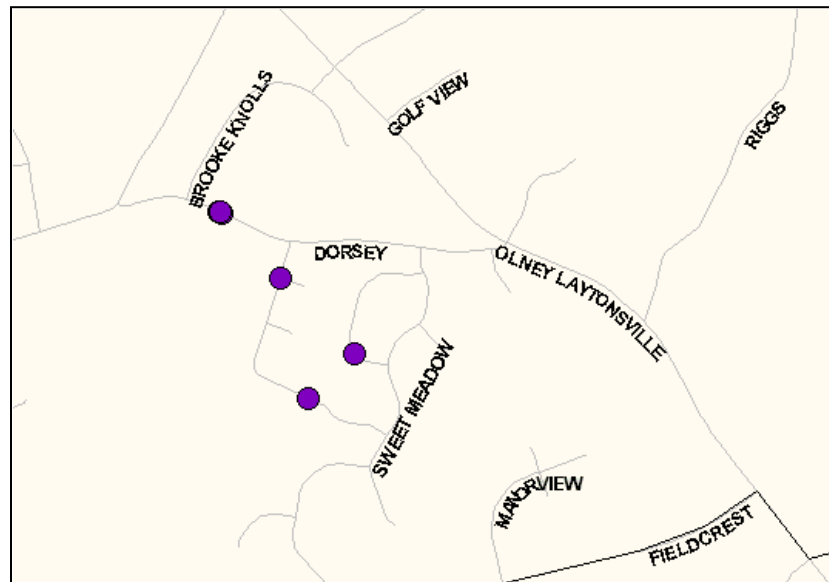 BROOKE KNOLLS
GOLF VIEW
RIGGS
DORSEY
OLNEY LAYTONSVILLE
SWEET MEADOW
MANORVIEW
FIELDCREST